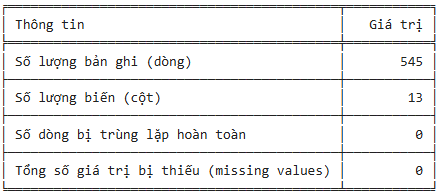 Thông tin Giá trị
Số lượng bản ghi (dòng) 545
Số lượng biến (cột) 13
Số dòng bị trùng lặp hoàn toàn 0
Tổng số giá trị bị thiếu (missing values) 0